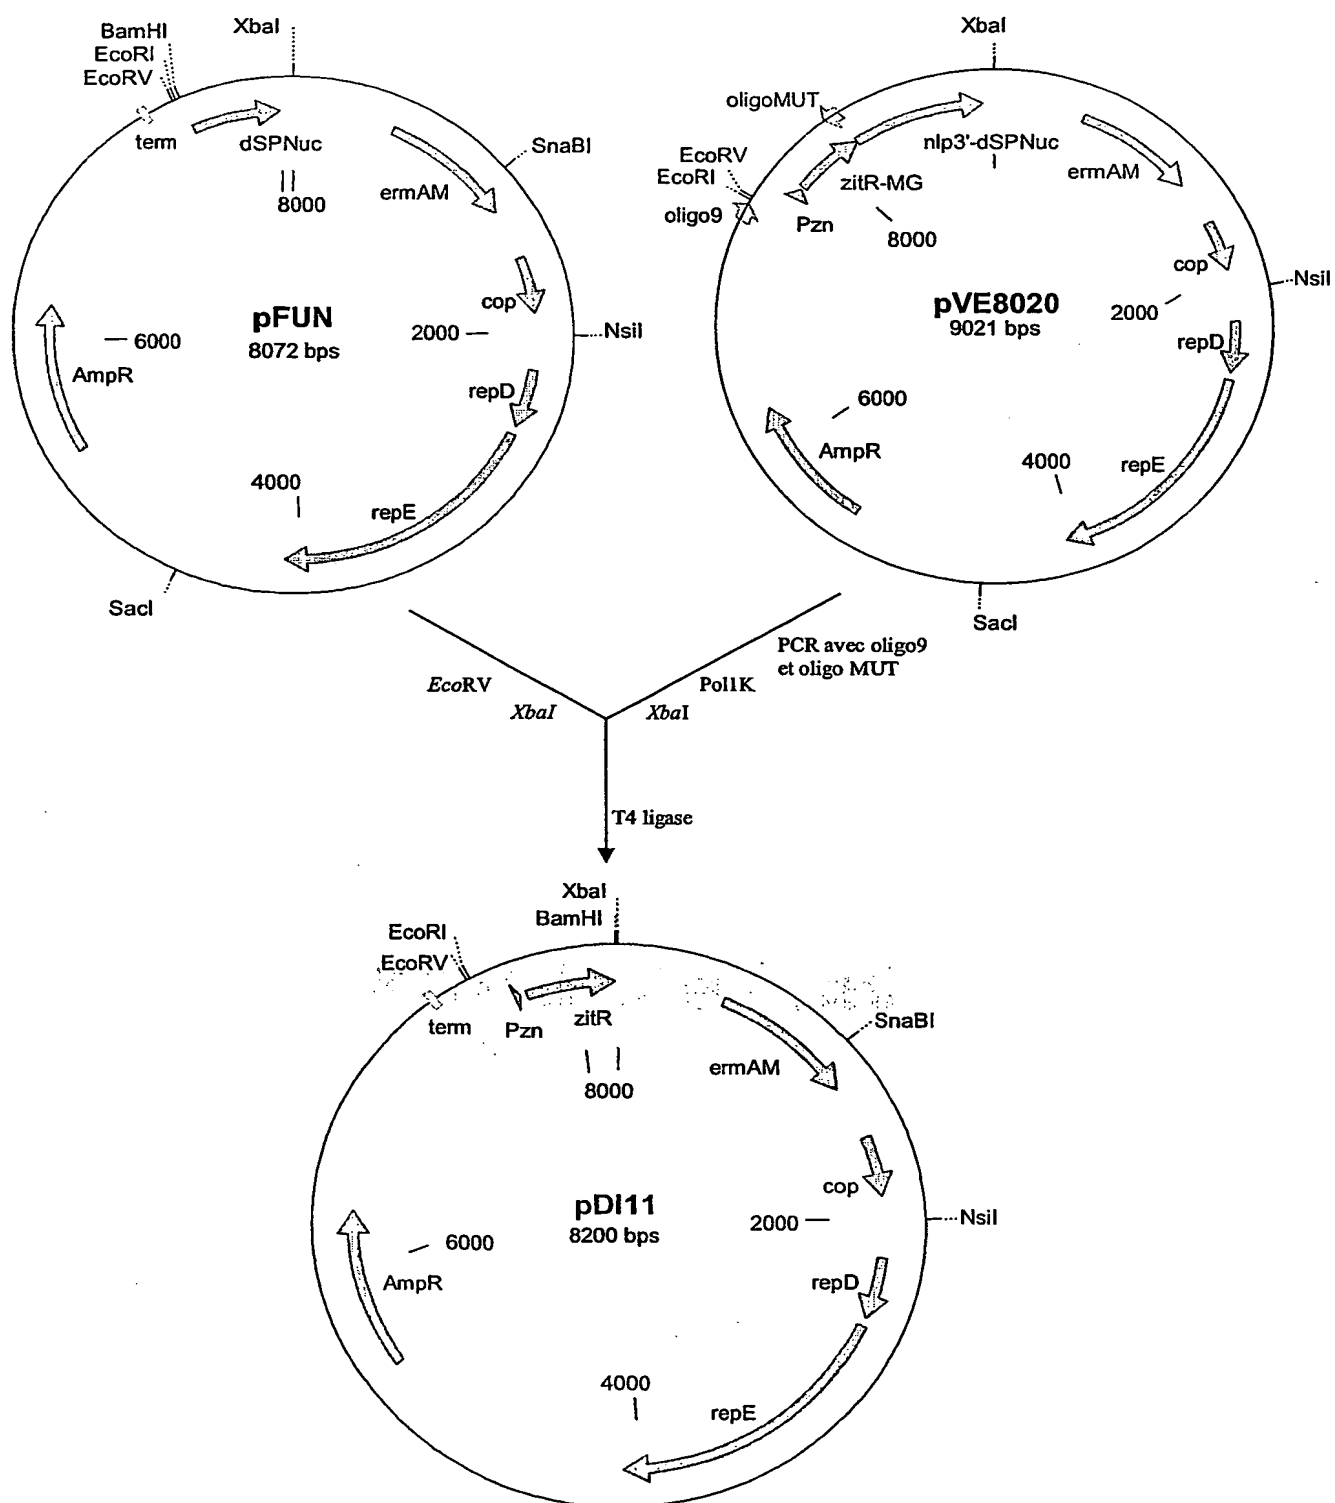 XbaI
BamHI
EcoRI
EcoRV
term
dSPNuc
8000
ermAM
SnaBI
cop
2000
NsiI
pFUN
8072 bps
6000
AmpR
repD
4000
repE
SacI
XbaI
oligoMUT
EcoRV
EcoRI
oligo9
Pzn
zitR-MG
nlp3'-dSPNuc
8000
ermAM
cop
NsiI
2000
pVE8020
9021 bps
repD
6000
AmpR
4000
repE
SacI
PCR avec oligo9
et oligo MUT
EcoRV
Pol1K
XbaI
XbaI
T4 ligase
XbaI
BamHI
EcoRI
EcoRV
term
Pzn
zitR
8000
ermAM
SnaBI
cop
pDI11
8200 bps
2000
NsiI
6000
AmpR
repD
4000
repE